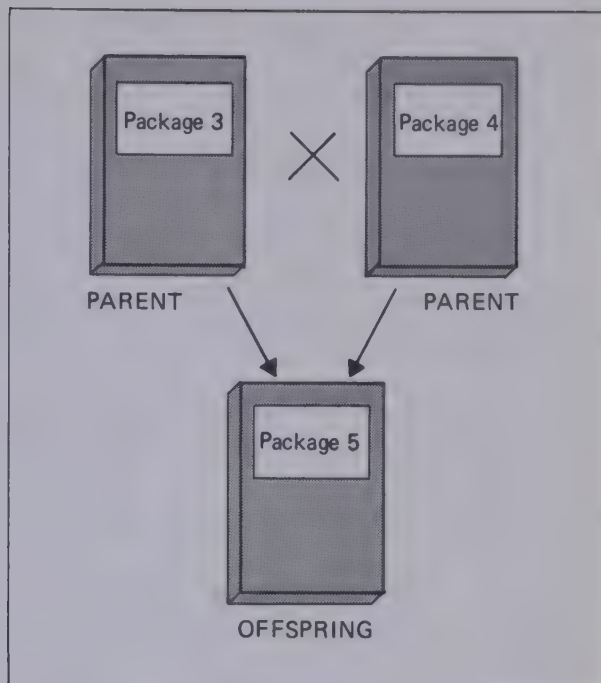 Package 3
Package 4
PARENT
PARENT
Package 5
OFFSPRING